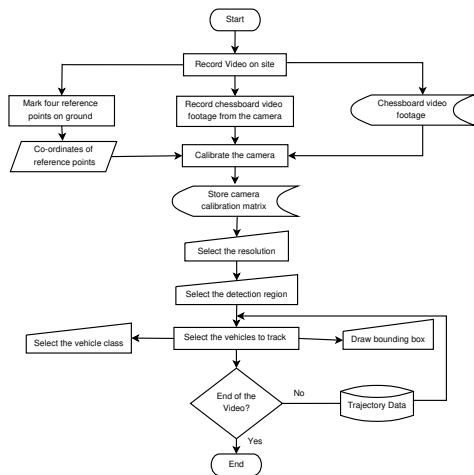 Start
Record Video on site
Mark four reference
points on ground
Record chessboard video
footage from the camera
Chessboard video
footage
Co-ordinates of
reference points
Calibrate the camera
Store camera
calibration matrix
Select the resolution
Select the detection region
Select the vehicle class
Select the vehicles to track
Draw bounding box
End of the
Video?
No
Trajectory Data
Yes
End